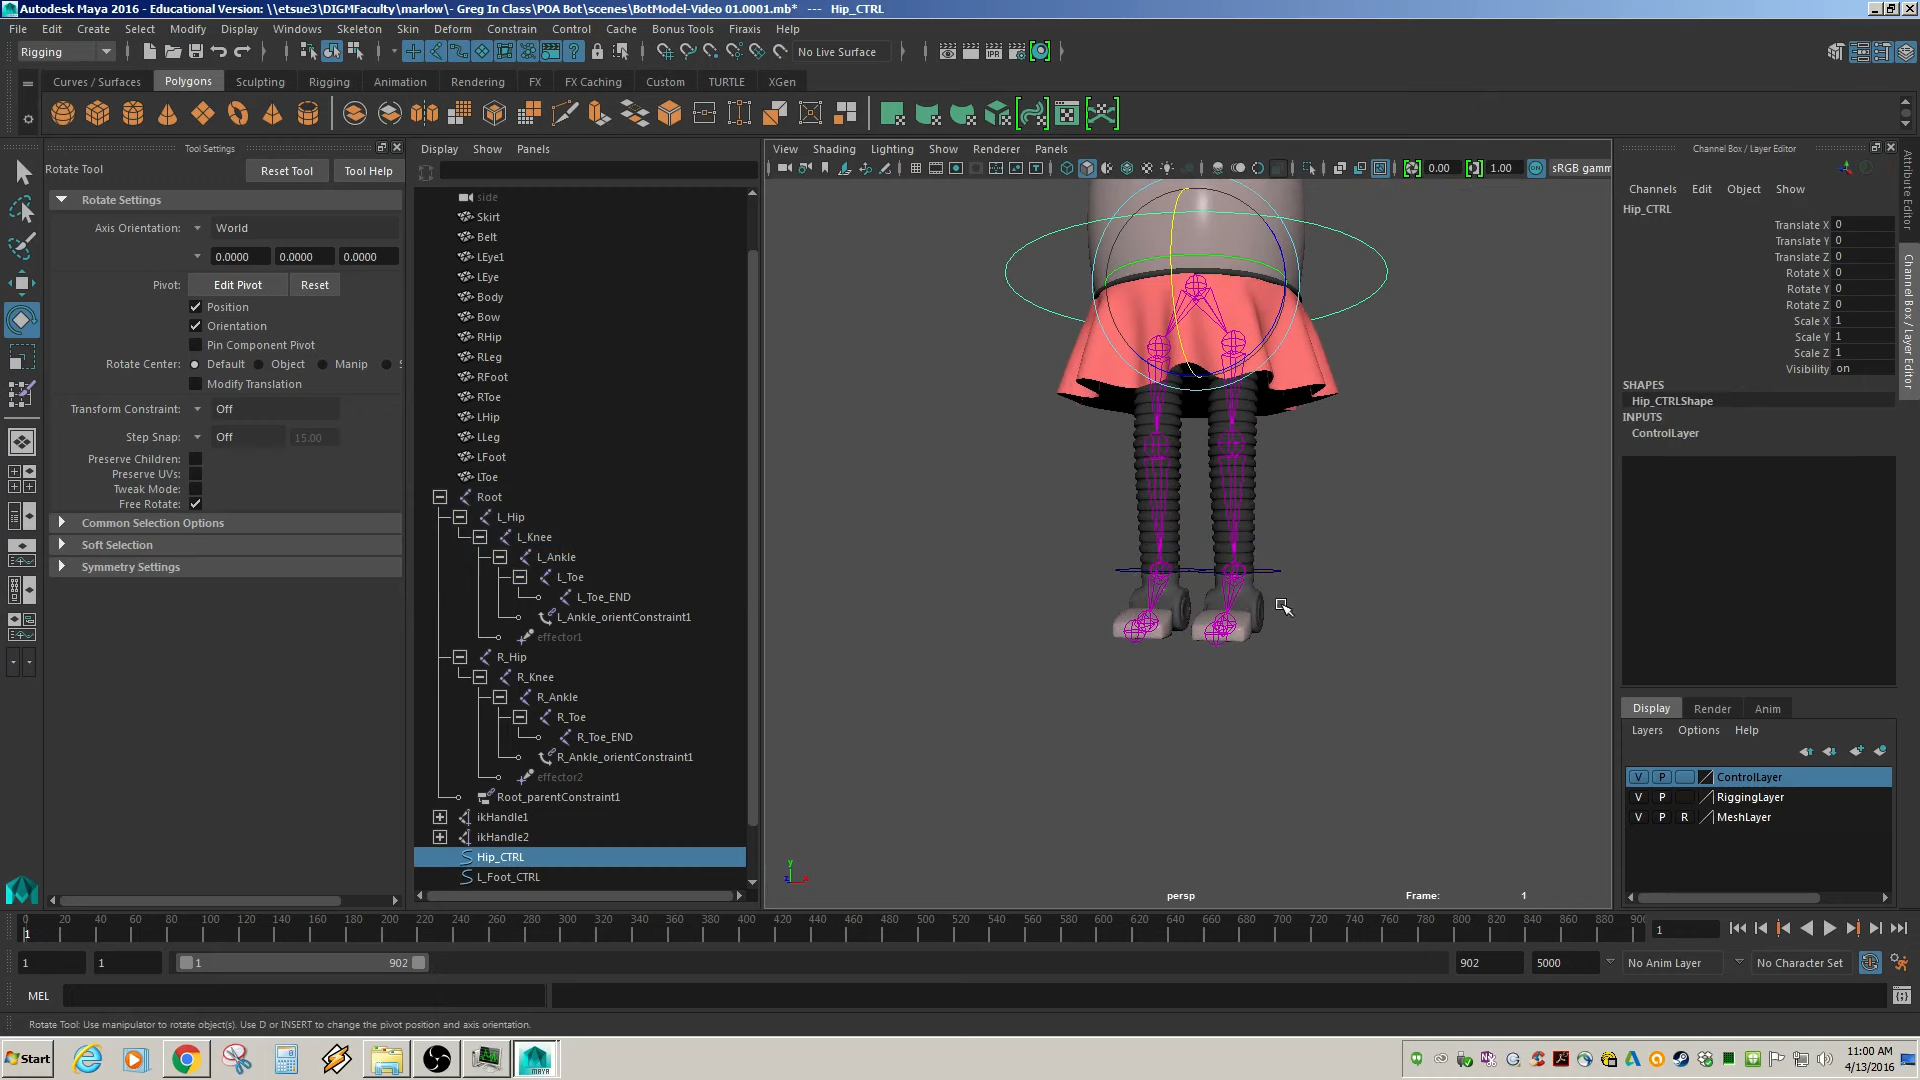 Autodesk Maya 2016 - Educational Version: \\etsue3\DIGMFaculty\marlow\- Greg In Class\POA Bot\scenes\BotModel-Video 01.0001.mb* --- Hip_CTRL
File Edit Create Select Modify Display Windows Skeleton Skin Deform Constrain Control Cache Bonus Tools Firaxis Help
Rigging
No Live Surface
Curves / Surfaces Polygons Sculpting Rigging Animation Rendering FX FX Caching Custom TURTLE XGen
Tool Settings
Rotate Tool
Reset Tool
Tool Help
Rotate Settings
Axis Orientation: World
0.0000 0.0000 0.0000
Pivot: Edit Pivot Reset
Position
Orientation
Pin Component Pivot
Rotate Center: Default Object Manip
Modify Translation
Transform Constraint: Off
Step Snap: Off 15.00
Preserve Children:
Preserve UVs:
Tweak Mode:
Free Rotate:
Common Selection Options
Soft Selection
Symmetry Settings
Display Show Panels
side
Skirt
Belt
LEye1
LEye
Body
Bow
RHip
RLeg
RFoot
RToe
LHip
LLeg
LFoot
LToe
Root
L_Hip
L_Knee
L_Ankle
L_Toe
L_Toe_END
L_Ankle_orientConstraint1
effector1
R_Hip
R_Knee
R_Ankle
R_Toe
R_Toe_END
R_Ankle_orientConstraint1
effector2
Root_parentConstraint1
ikHandle1
ikHandle2
Hip_CTRL
L_Foot_CTRL
View Shading Lighting Show Renderer Panels
0.00 1.00 sRGB gamm
persp
Frame: 1
Channel Box / Layer Editor
Channels Edit Object Show
Hip_CTRL
Translate X 0
Translate Y 0
Translate Z 0
Rotate X 0
Rotate Y 0
Rotate Z 0
Scale X 1
Scale Y 1
Scale Z 1
Visibility on
SHAPES
Hip_CTRLShape
INPUTS
ControlLayer
Attribute Editor
Channel Box / Layer Editor
Display Render Anim
Layers Options Help
V P ControlLayer
V P RiggingLayer
V P R MeshLayer
0 20 40 60 80 100 120 140 160 180 200 220 240 260 280 300 320 340 360 380 400 420 440 460 480 500 520 540 560 580 600 620 640 660 680 700 720 740 760 780 800 820 840 860 880 900
1
1
1 1 1 902 902 5000 No Anim Layer No Character Set
MEL
Rotate Tool: Use manipulator to rotate object(s). Use D or INSERT to change the pivot position and axis orientation.
Start
11:00 AM
4/13/2016